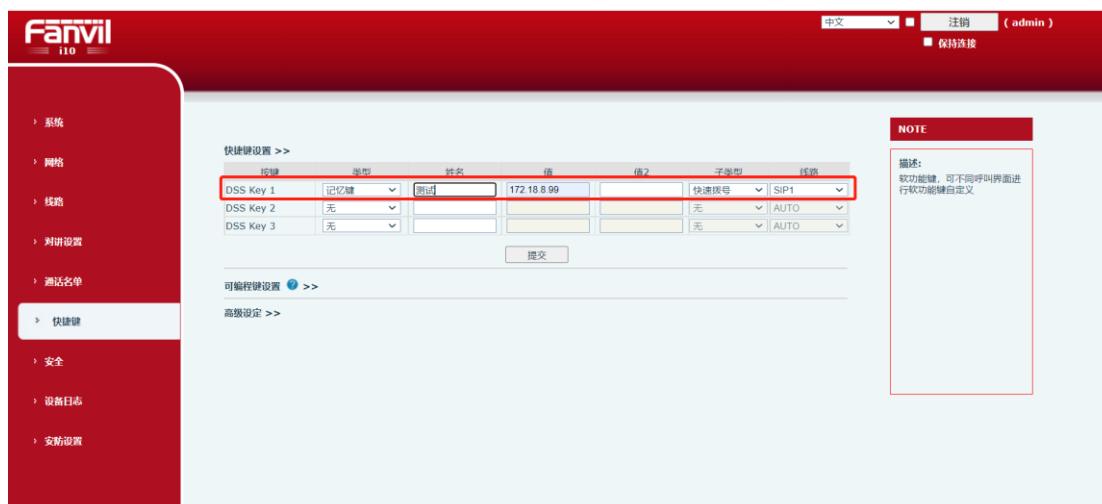 Fanvil
i10
中文 注销 ( admin )
保持连接
› 系统
› 网络
› 线路
› 对讲设置
› 通话名单
› 快捷键
› 安全
› 设备日志
› 安防设置
快捷键设置 >>
按键 类型 姓名 值 值2 子类型 线路
DSS Key 1 记忆键 测试 172.18.8.99 快速拨号 SIP1
DSS Key 2 无 无 AUTO
DSS Key 3 无 无 AUTO
提交
可编程键设置 ? >>
高级设定 >>
NOTE
描述:
软功能键，可不同呼叫界面进
行软功能键自定义